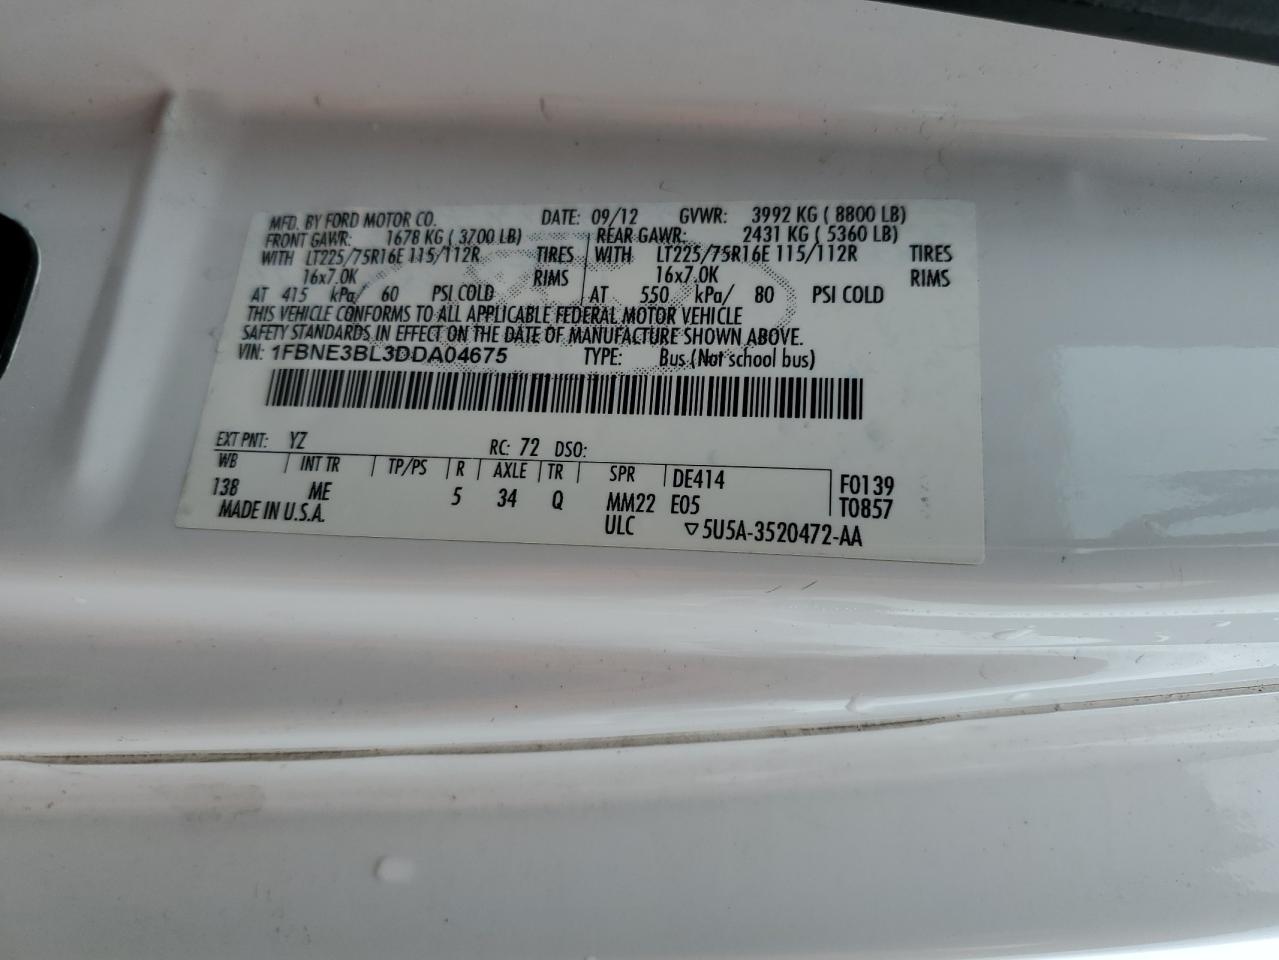 MFD. BY FORD MOTOR CO. DATE: 09/12 GVWR: 3992 KG ( 8800 LB)
FRONT GAWR: 1678 KG ( 3700 LB) REAR GAWR: 2431 KG ( 5360 LB)
WITH LT225/75R16E 115/112R TIRES WITH LT225/75R16E 115/112R TIRES
16x7.0K RIMS 16x7.0K RIMS
AT 415 kPa/ 60 PSI COLD AT 550 kPa/ 80 PSI COLD
THIS VEHICLE CONFORMS TO ALL APPLICABLE FEDERAL MOTOR VEHICLE
SAFETY STANDARDS IN EFFECT ON THE DATE OF MANUFACTURE SHOWN ABOVE.
VIN: 1FBNE3BL3DDA04675 TYPE: Bus (Not school bus)
EXT PNT: YZ RC: 72 DSO:
WB INT TR TP/PS R AXLE TR SPR DE414 F0139
138 ME 5 34 Q MM22 E05 T0857
MADE IN U.S.A. ULC ▽5U5A-3520472-AA